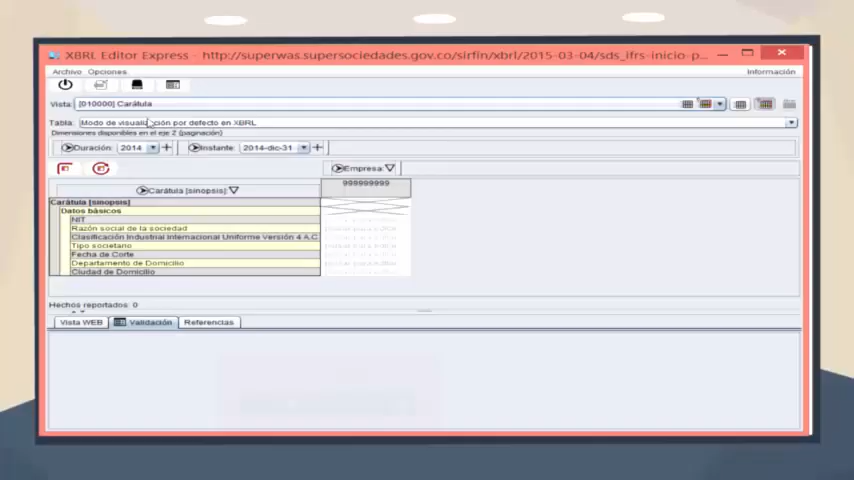 XBRL Editor Express - http://superwas.supersociedades.gov.co/sirfin/xbrl/2015-03-04/sds_ifrs-inicio-p...
Archivo Opciones Información
Vista: [010000] Carátula
Tabla: Modo de visualización por defecto en XBRL
Dimensiones disponibles en el eje Z (paginación)
Duración: 2014 Instante: 2014-dic-31
Empresa:
Carátula [sinopsis] 999999999
Carátula [sinopsis]
Datos básicos
NIT
Razón social de la sociedad
Clasificación Industrial Internacional Uniforme Versión 4 A.C
Tipo societario
Fecha de Corte
Departamento de Domicilio
Ciudad de Domicilio
Hechos reportados: 0
Vista WEB Validación Referencias